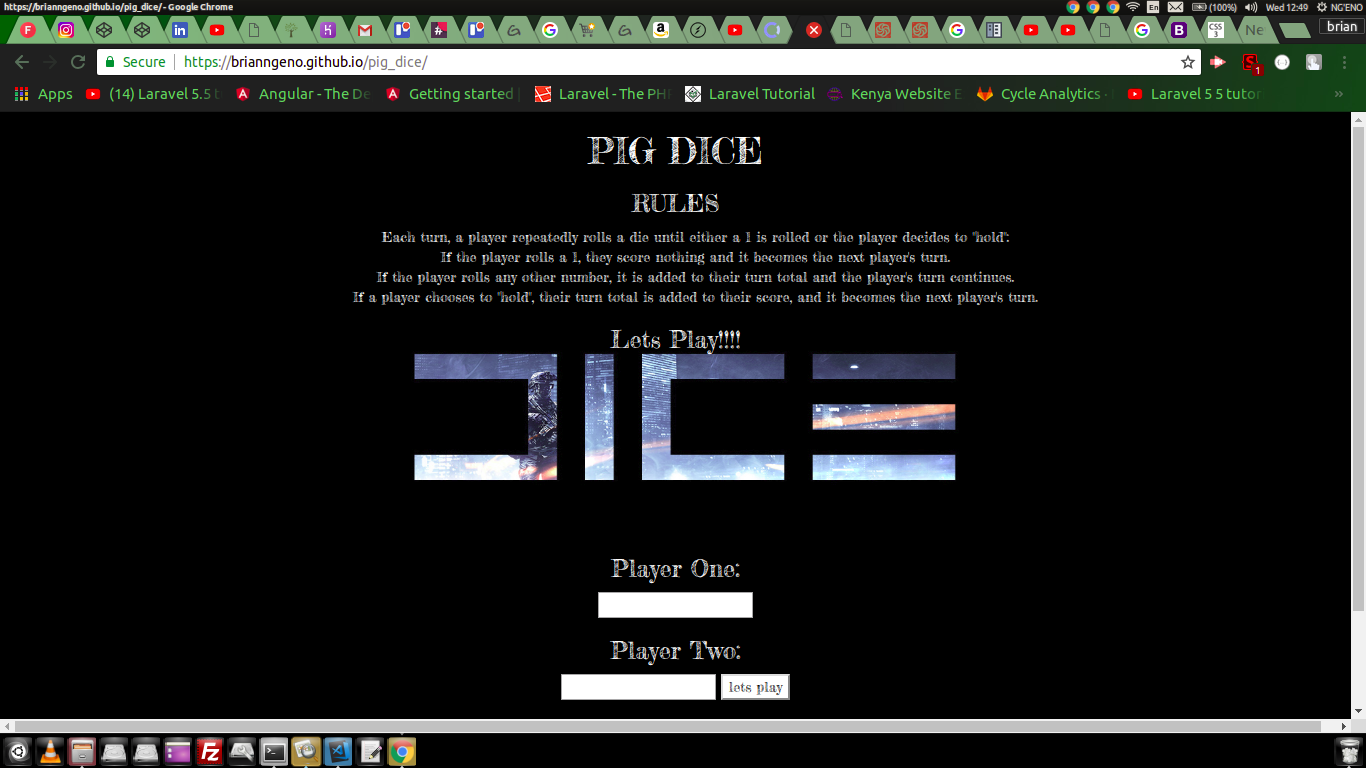 https://brianngeno.github.io/pig_dice/ - Google Chrome
En
(100%)
Wed 12:49
NG'ENO
Ne
brian
Secure
https://brianngeno.github.io/pig_dice/
1
Apps
(14) Laravel 5.5 t
Angular - The De
Getting started
Laravel - The PH
Laravel Tutorial
Kenya Website E
Cycle Analytics ·
Laravel 5 5 tutor
»
PIG DICE
RULES
Each turn, a player repeatedly rolls a die until either a 1 is rolled or the player decides to "hold":
If the player rolls a 1, they score nothing and it becomes the next player's turn.
If the player rolls any other number, it is added to their turn total and the player's turn continues.
If a player chooses to "hold", their turn total is added to their score, and it becomes the next player's turn.
Lets Play!!!!
DICE
Player One:
Player Two:
lets play